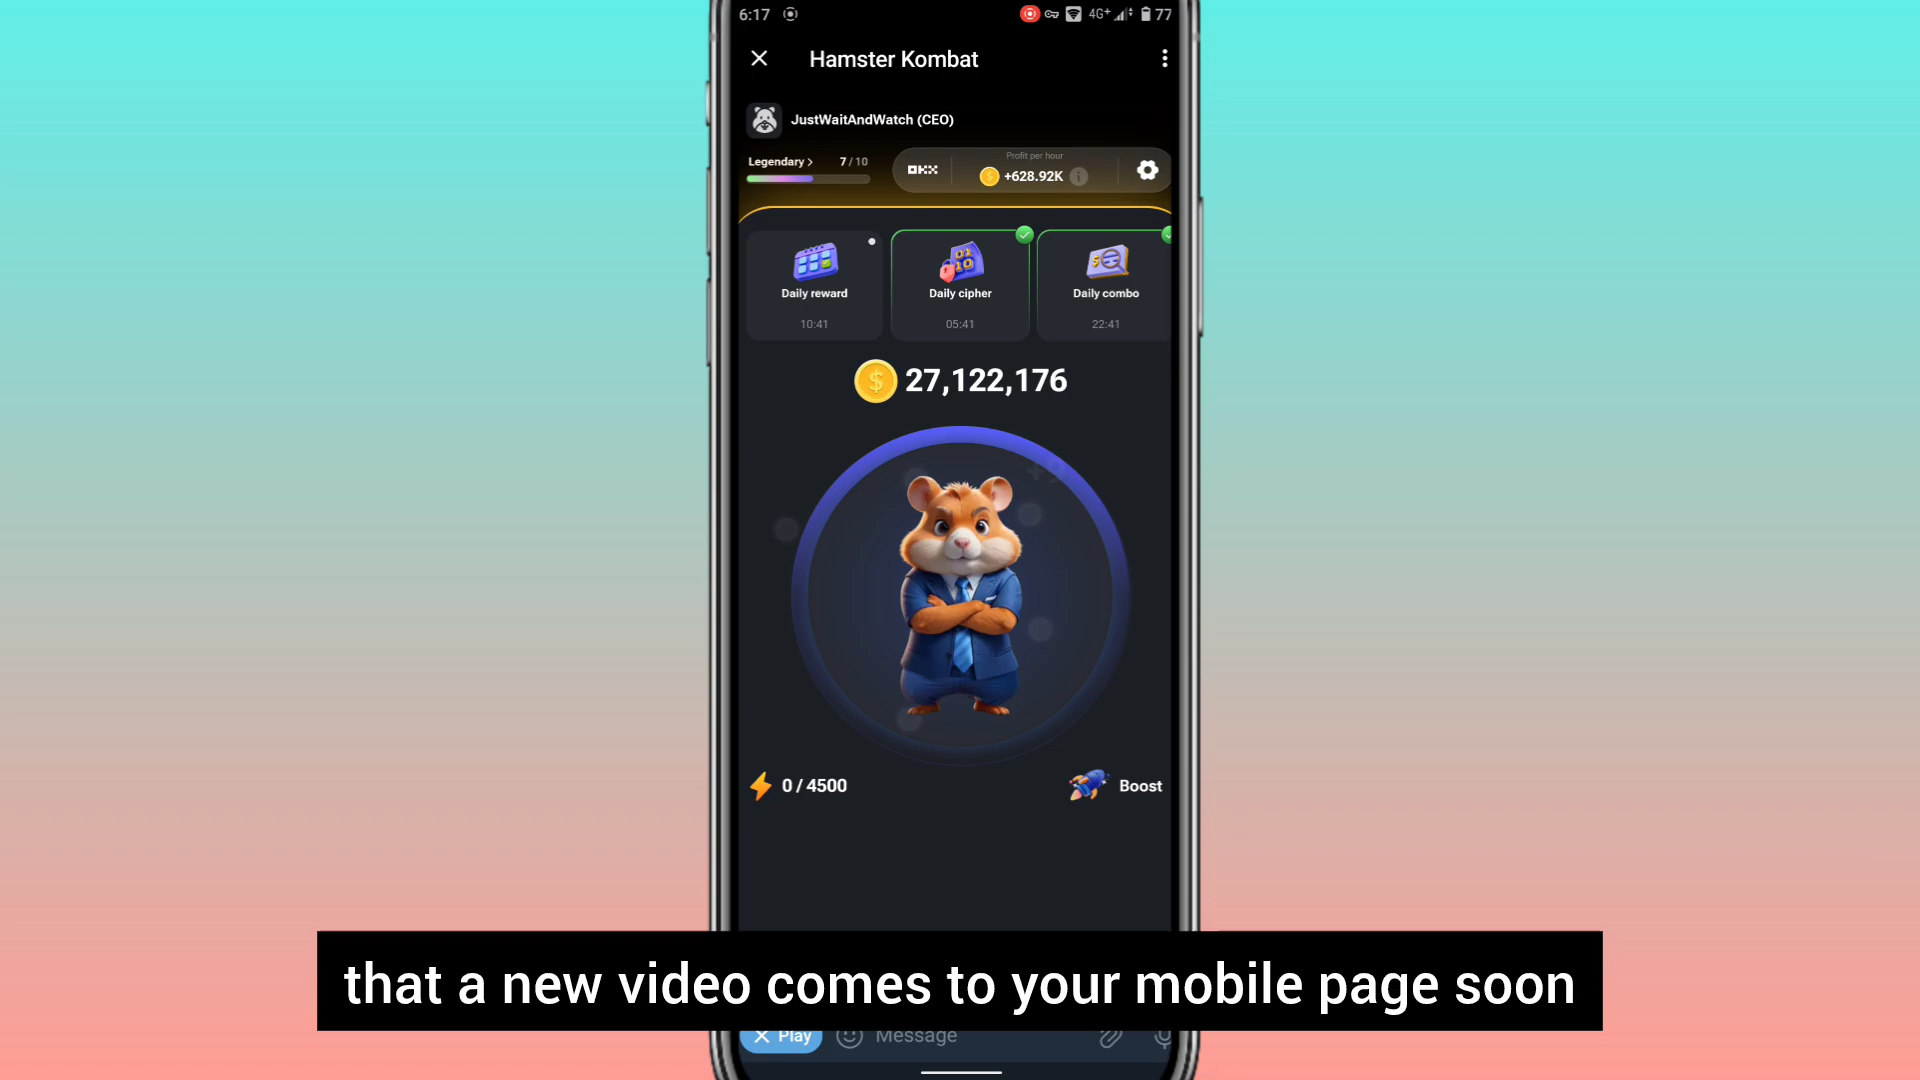 6:17 4G+ 77
Hamster Kombat
JustWaitAndWatch (CEO)
Legendary > 7 / 10
OKX
Profit per hour
+628.92K
Daily reward
10:41
Daily cipher
05:41
Daily combo
22:41
27,122,176
0 / 4500
Boost
that a new video comes to your mobile page soon
Play
Message